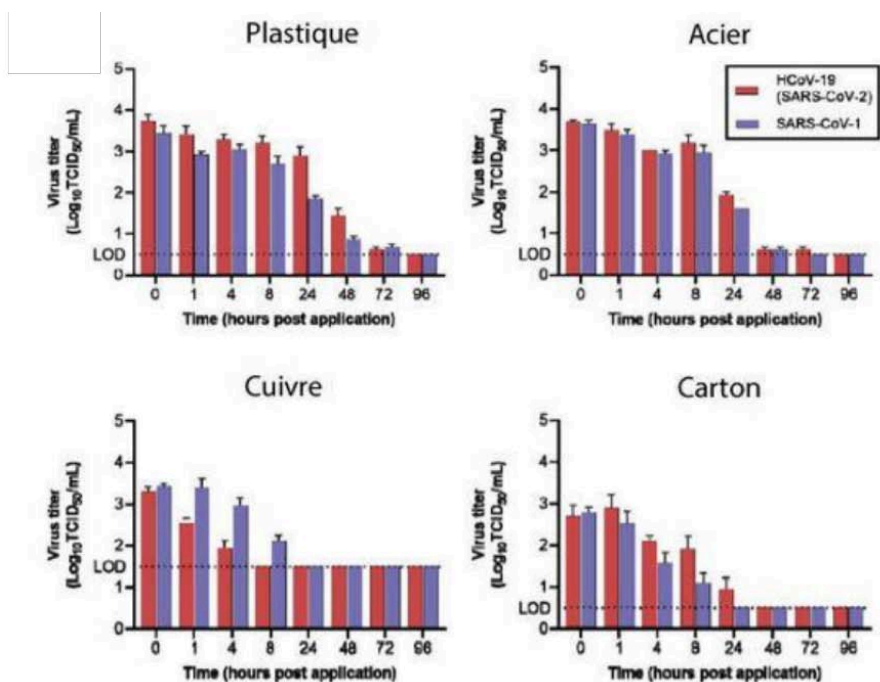 Plastique
5
4
3
2
1
0
LOD
Virus titer
(Log10TCID50/mL)
0 1 4 8 24 48 72 96
Time (hours post application)
Acier
HCoV-19
(SARS-CoV-2)
SARS-CoV-1
5
4
3
2
1
0
LOD
Virus titer
(Log10TCID50/mL)
0 1 4 8 24 48 72 96
Time (hours post application)
Cuivre
5
4
3
2
1
0
LOD
Virus titer
(Log10TCID50/mL)
0 1 4 8 24 48 72 96
Time (hours post application)
Carton
5
4
3
2
1
0
LOD
Virus titer
(Log10TCID50/mL)
0 1 4 8 24 48 72 96
Time (hours post application)